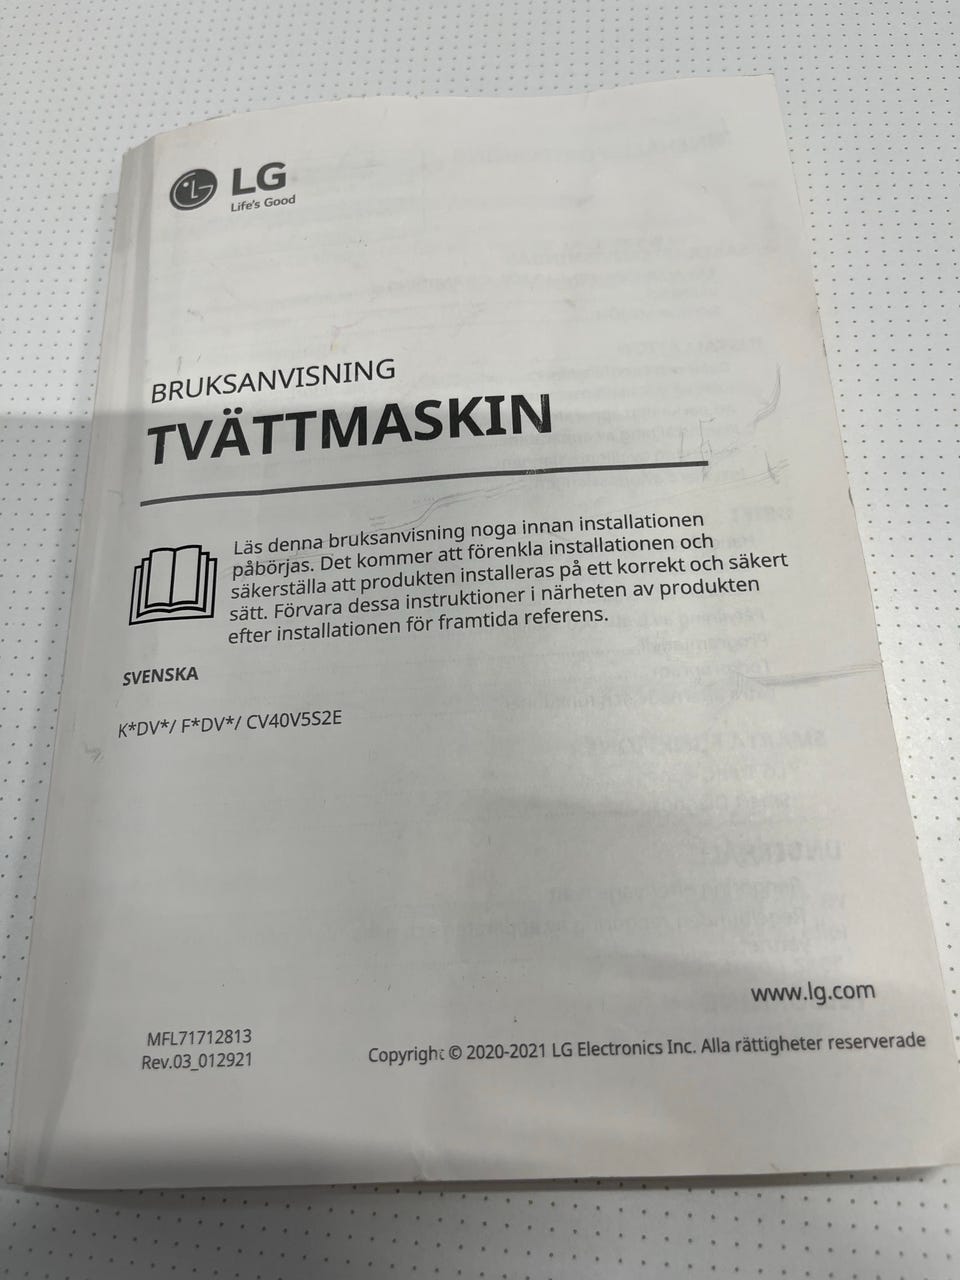 LG
Life's Good
BRUKSANVISNING
TVÄTTMASKIN
Läs denna bruksanvisning noga innan installationen
påbörjas. Det kommer att förenkla installationen och
säkerställa att produkten installeras på ett korrekt och säkert
sätt. Förvara dessa instruktioner i närheten av produkten
efter installationen för framtida referens.
SVENSKA
K*DV*/ F*DV*/ CV40V5S2E
www.lg.com
MFL71712813
Rev.03_012921
Copyright © 2020-2021 LG Electronics Inc. Alla rättigheter reserverade